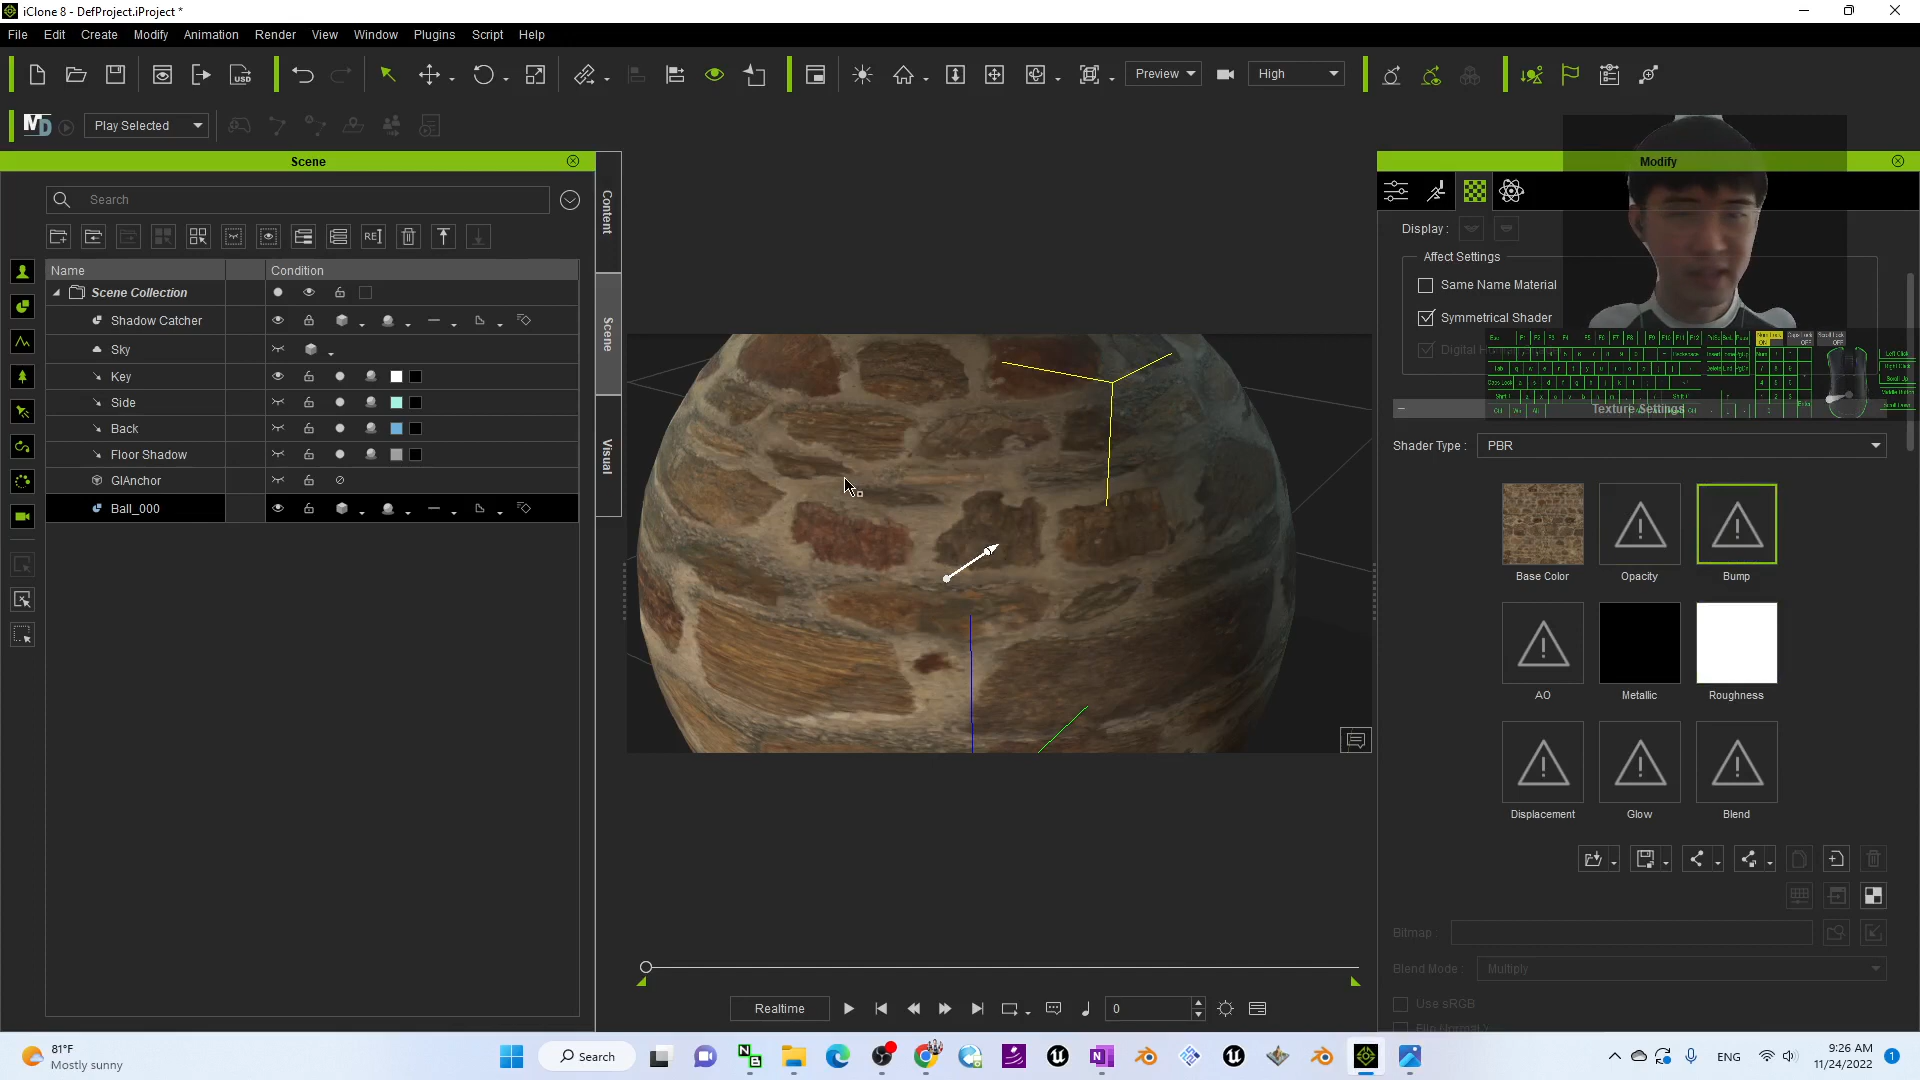 iClone 8 - DefProject.iProject *
File Edit Create Modify Animation Render View Window Plugins Script Help
USD
Preview High
MD Play Selected
Scene
Search
REI
Name Condition
Scene Collection
Shadow Catcher
Sky
Key
Side
Back
Floor Shadow
GIAnchor
Ball_000
Content
Scene
Visual
Modify
Display :
Affect Settings
Same Name Material
Symmetrical Shader
Texture Settings
Shader Type : PBR
Base Color Opacity Bump
AO Metallic Roughness
Displacement Glow Blend
Bitmap :
Blend Mode : Multiply
Use sRGB
Realtime 0
81°F
Mostly sunny
Search
ENG
9:26 AM
11/24/2022
1